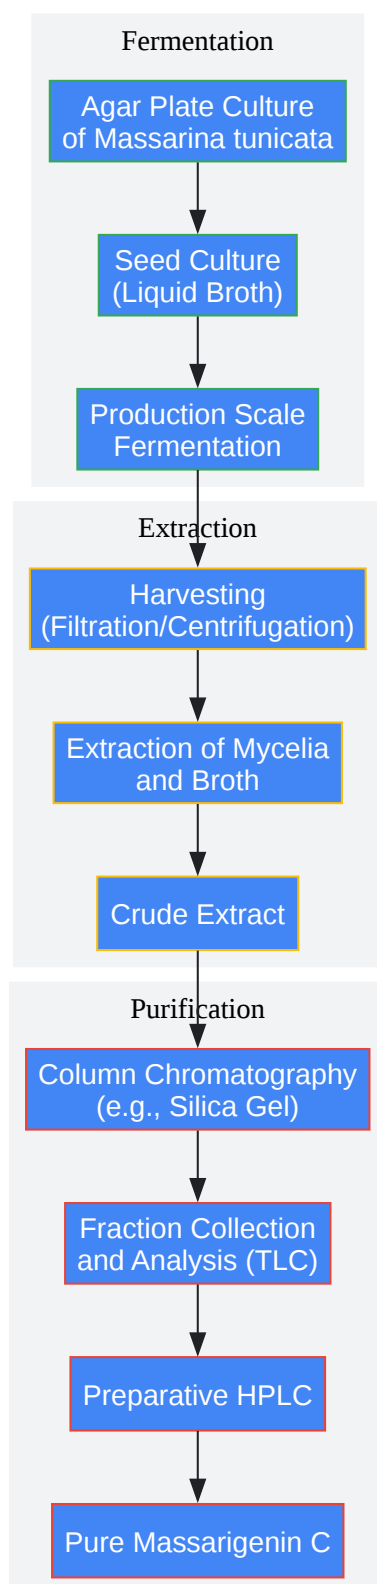 Fermentation
Agar Plate Culture
of Massarina tunicata
Seed Culture
(Liquid Broth)
Production Scale
Fermentation
Extraction
Harvesting
(Filtration/Centrifugation)
Extraction of Mycelia
and Broth
Crude Extract
Purification
Column Chromatography
(e.g., Silica Gel)
Fraction Collection
and Analysis (TLC)
Preparative HPLC
Pure Massarigenin C